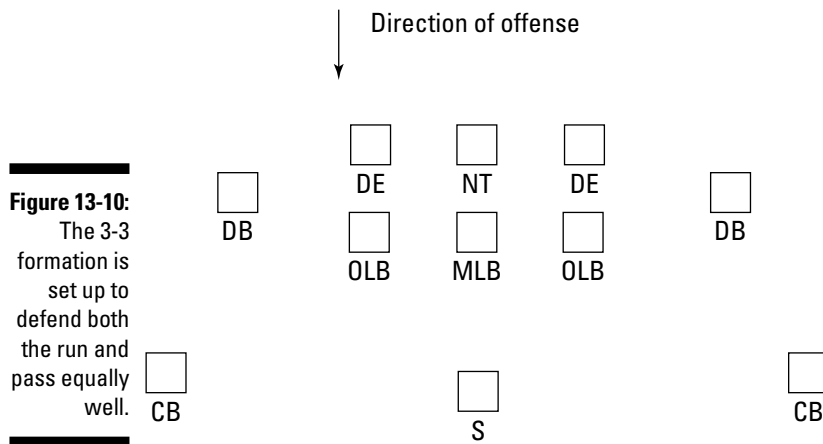 Direction of offense
DE NT DE
Figure 13-10:
The 3-3
formation is
set up to
defend both
the run and
pass equally
well.
DB DB
OLB MLB OLB
CB CB
S